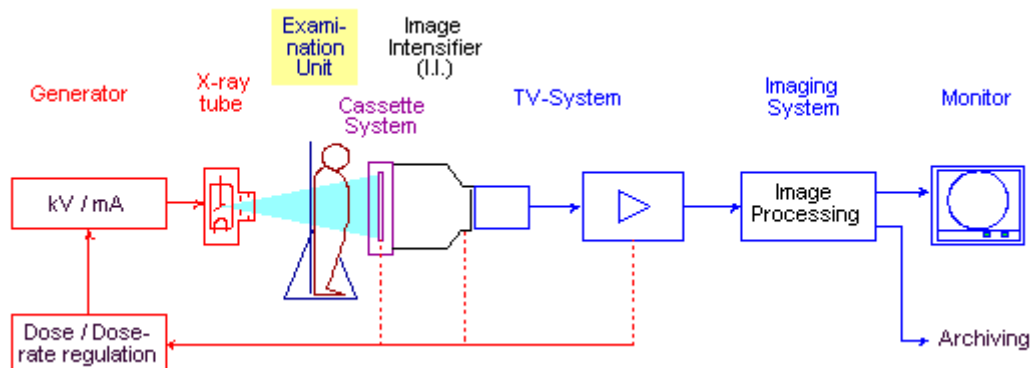 Exami-
nation
Unit
Image
Intensifier
(I.I.)
Generator
X-ray
tube
Cassette
System
TV-System
Imaging
System
Monitor
kV / mA
Image
Processing
Dose / Dose-
rate regulation
Archiving